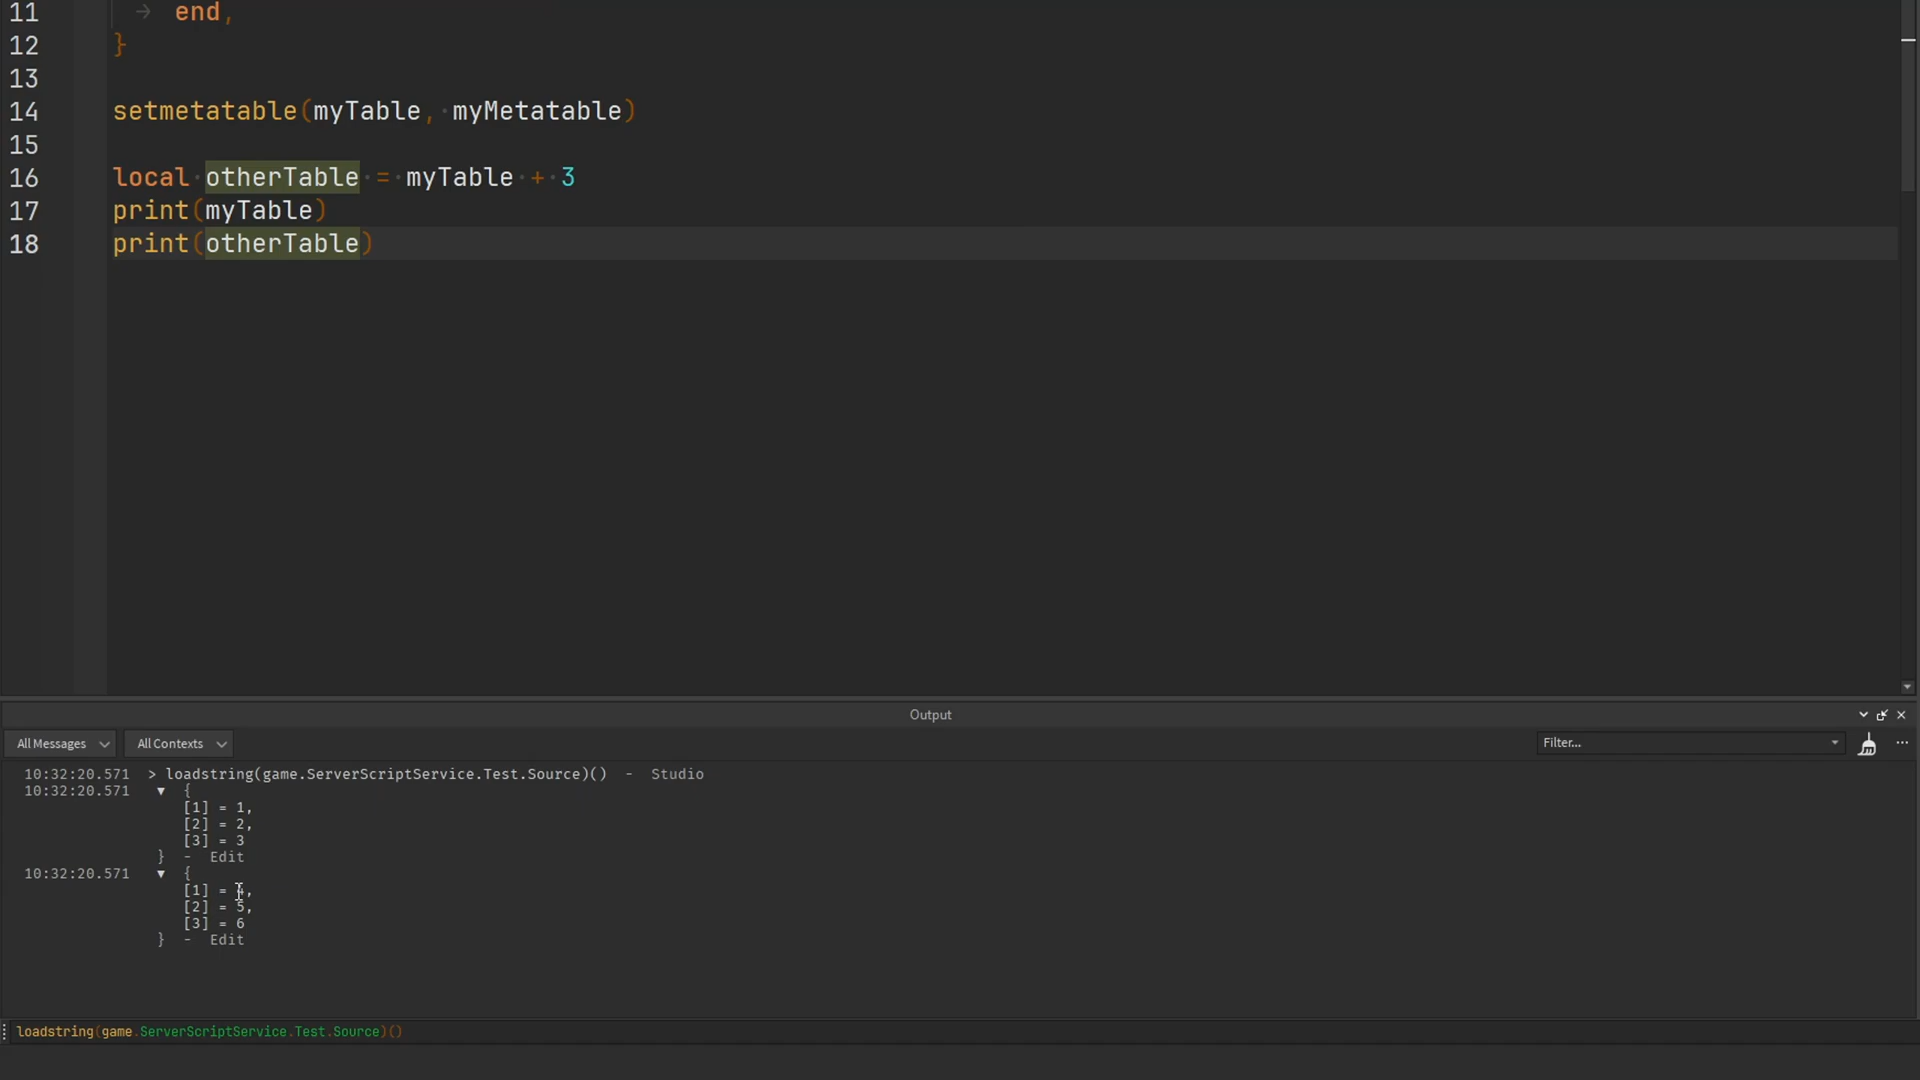 11 end,
12 }
13
14 setmetatable(myTable, myMetatable)
15
16 local otherTable = myTable + 3
17 print(myTable)
18 print(otherTable)
Output
All Messages All Contexts Filter...
10:32:20.571 > loadstring(game.ServerScriptService.Test.Source)() - Studio
10:32:20.571 ▼ {
[1] = 1,
[2] = 2,
[3] = 3
} - Edit
10:32:20.571 ▼ {
[1] = 4,
[2] = 5,
[3] = 6
} - Edit
loadstring(game.ServerScriptService.Test.Source)()